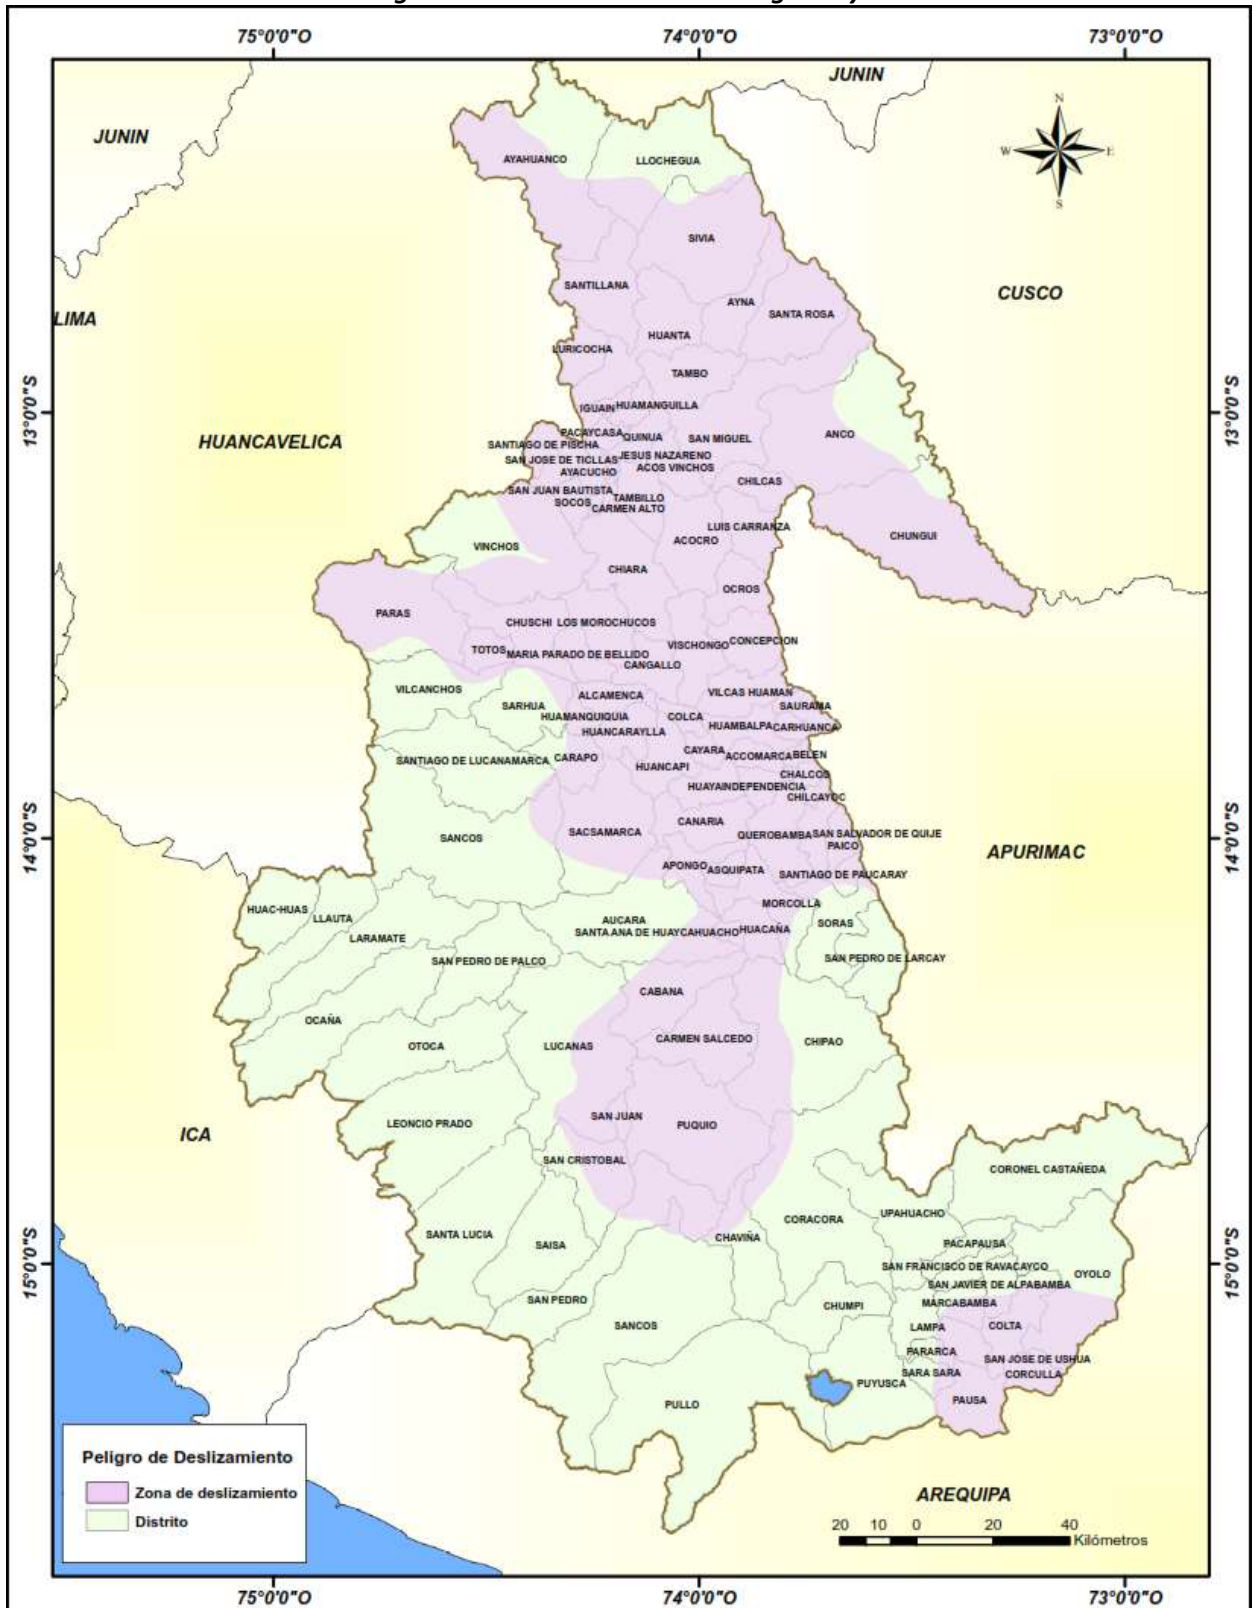 75°0'0"O 74°0'0"O 73°0'0"O
JUNIN
JUNIN
N
W E
S
AYAHUANCO
LLOCHEGUA
SIVIA
CUSCO
SANTILLANA
AYNA
SANTA ROSA
LIMA
HUANTA
LURICOCHA
TAMBO
IGUAIN
HUAMANGUILLA
13°0'0"S
13°0'0"S
HUANCAVELICA
PACAYCASA
QUINUA
SAN MIGUEL
ANCO
SANTIAGO DE PISCHA
JESUS NAZARENO
SAN JOSE DE TICLLAS
ACOS VINCHOS
AYACUCHO
CHILCAS
SAN JUAN BAUTISTA
TAMBILLO
SOCOS
CARMEN ALTO
LUIS CARRANZA
CHUNGUI
ACOCRO
VINCHOS
CHIARA
OCROS
PARAS
CHUSCHI
LOS MOROCHUCOS
CONCEPCION
VISCHONGO
TOTOS
MARIA PARADO DE BELLIDO
CANGALLO
VILCANCHOS
ALCAMENCA
VILCAS HUAMAN
SARHUA
SAURAMA
HUAMANQUIQUIA
COLCA
HUAMBALPA
CARHUANCA
HUANCARAYLLA
CAYARA
ACCOMARCA
BELEN
SANTIAGO DE LUCANAMARCA
CARAPO
HUANCAPI
CHALCOS
HUAYA
INDEPENDENCIA
CHILCAYOC
14°0'0"S
14°0'0"S
SANCOS
SACSAMARCA
CANARIA
QUEROBAMBA
SAN SALVADOR DE QUIJE
PAICO
APURIMAC
APONGO
ASQUIPATA
SANTIAGO DE PAUCARAY
MORCOLLA
HUAC-HUAS
LLAUTA
AUCARA
SORAS
SANTA ANA DE HUAYCAHUACHO
HUACAÑA
LARAMATE
SAN PEDRO DE PALCO
SAN PEDRO DE LARCAY
CABANA
OCAÑA
CARMEN SALCEDO
CHIPAO
OTOCA
LUCANAS
ICA
LEONCIO PRADO
SAN JUAN
PUQUIO
SAN CRISTOBAL
CORONEL CASTAÑEDA
UPAHUACHO
CORACORA
SANTA LUCIA
CHAVIÑA
SAISA
PACAPAUSA
15°0'0"S
15°0'0"S
SAN FRANCISCO DE RAVACAYCO
OYOLO
SAN JAVIER DE ALPABAMBA
SAN PEDRO
MARCABAMBA
CHUMPI
SANCOS
LAMPA
COLTA
PARARCA
SAN JOSE DE USHUA
SARA SARA
CORCULLA
PUYUSCA
PAUSA
PULLO
Peligro de Deslizamiento
Zona de deslizamiento
Distrito
AREQUIPA
20 10 0 20 40
Kilómetros
75°0'0"O 74°0'0"O 73°0'0"O